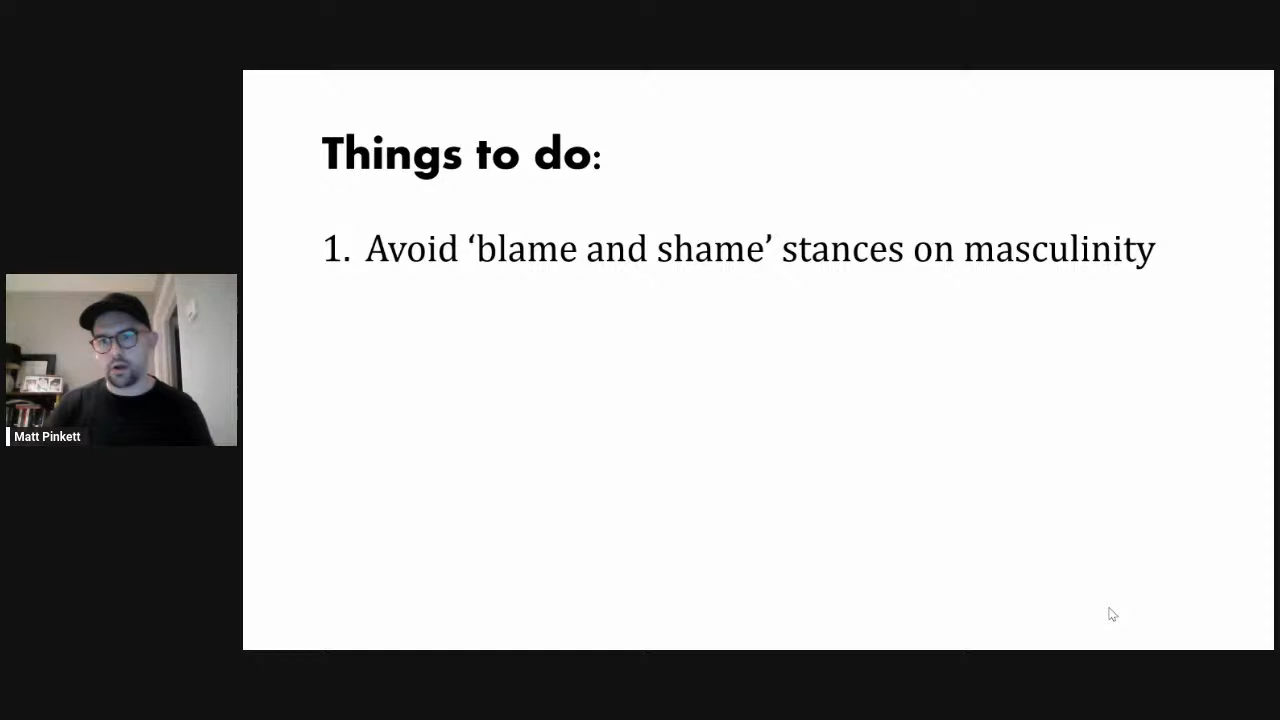 Things to do:
1. Avoid ‘blame and shame’ stances on masculinity
Matt Pinkett